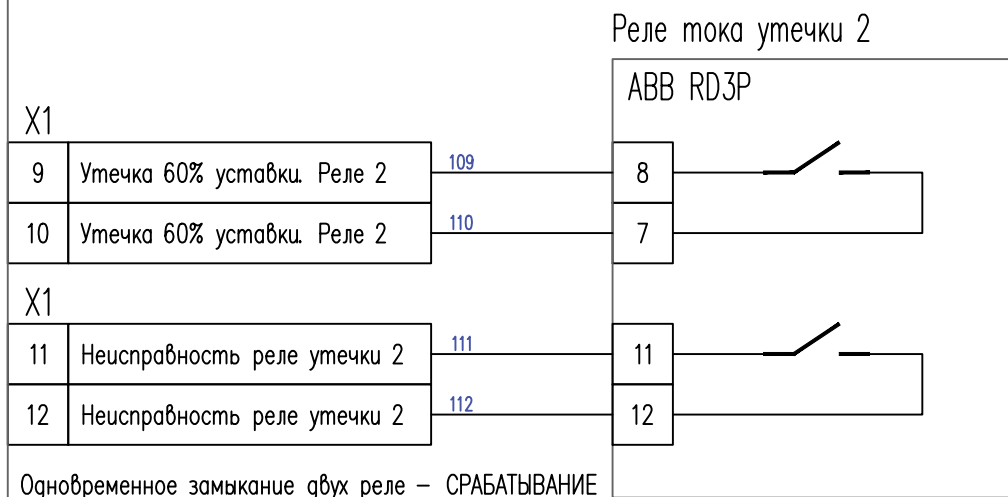 Реле тока утечки 2
ABB RD3P
X1
9 Утечка 60% уставки. Реле 2 109 8
10 Утечка 60% уставки. Реле 2 110 7
X1
11 Неисправность реле утечки 2 111 11
12 Неисправность реле утечки 2 112 12
Одновременное замыкание двух реле – СРАБАТЫВАНИЕ